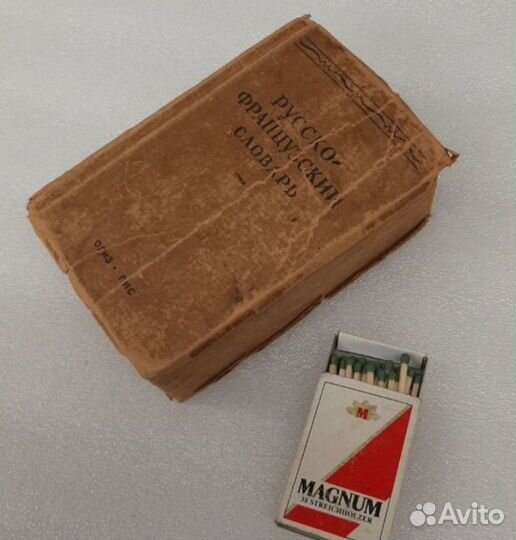 РУССКО-
ФРАНЦУЗСКИЙ
СЛОВАРЬ
ОГИЗ • ГИС
M
MAGNUM
38 STREICHHÖLZER
Avito